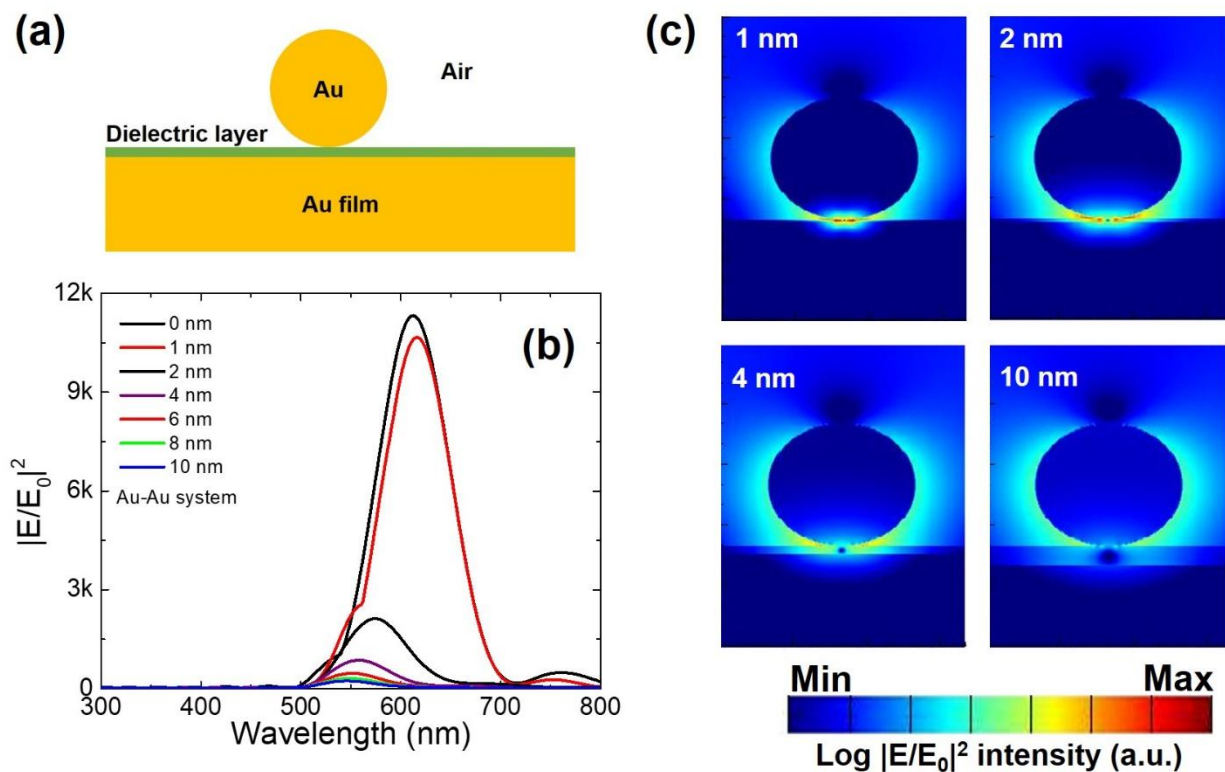 (a)
Au
Air
Dielectric layer
Au film
12k
9k
6k
3k
0
|E/E₀|²
0 nm
1 nm
2 nm
4 nm
6 nm
8 nm
10 nm
Au-Au system
(b)
300 400 500 600 700 800
Wavelength (nm)
(c)
1 nm
2 nm
4 nm
10 nm
Min Max
Log |E/E₀|² intensity (a.u.)